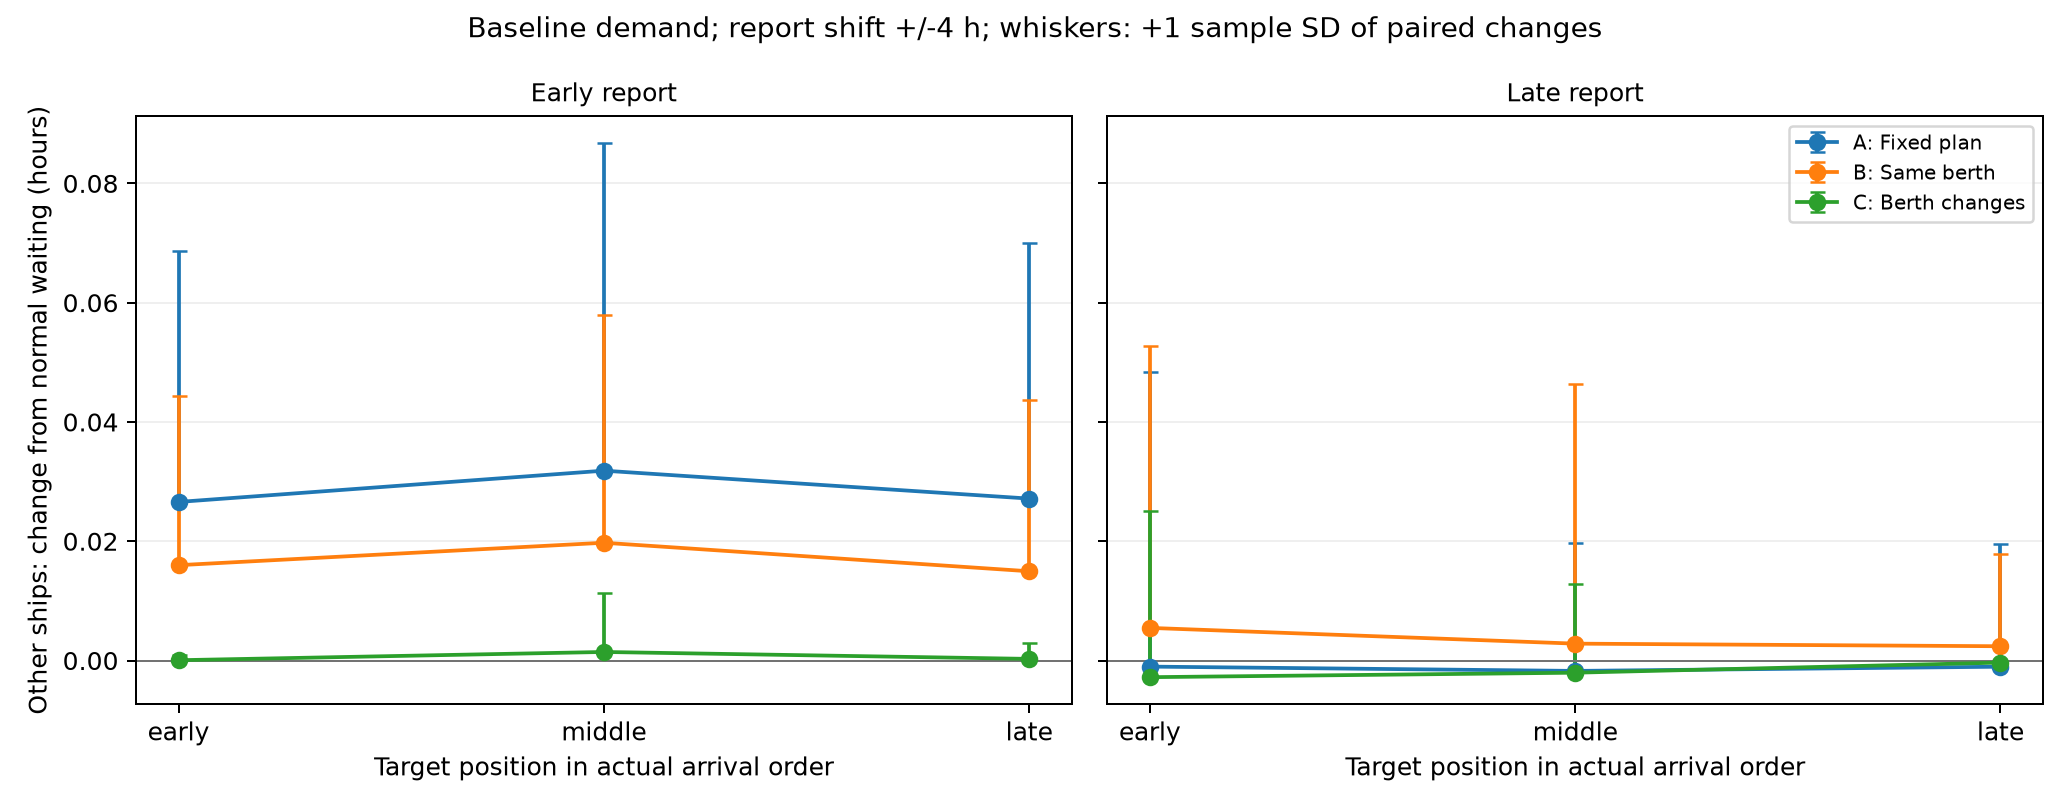 Baseline demand; report shift +/-4 h; whiskers: +1 sample SD of paired changes
Early report
Late report
Other ships: change from normal waiting (hours)
0.08
0.06
0.04
0.02
0.00
early
middle
late
Target position in actual arrival order
A: Fixed plan
B: Same berth
C: Berth changes
early
middle
late
Target position in actual arrival order